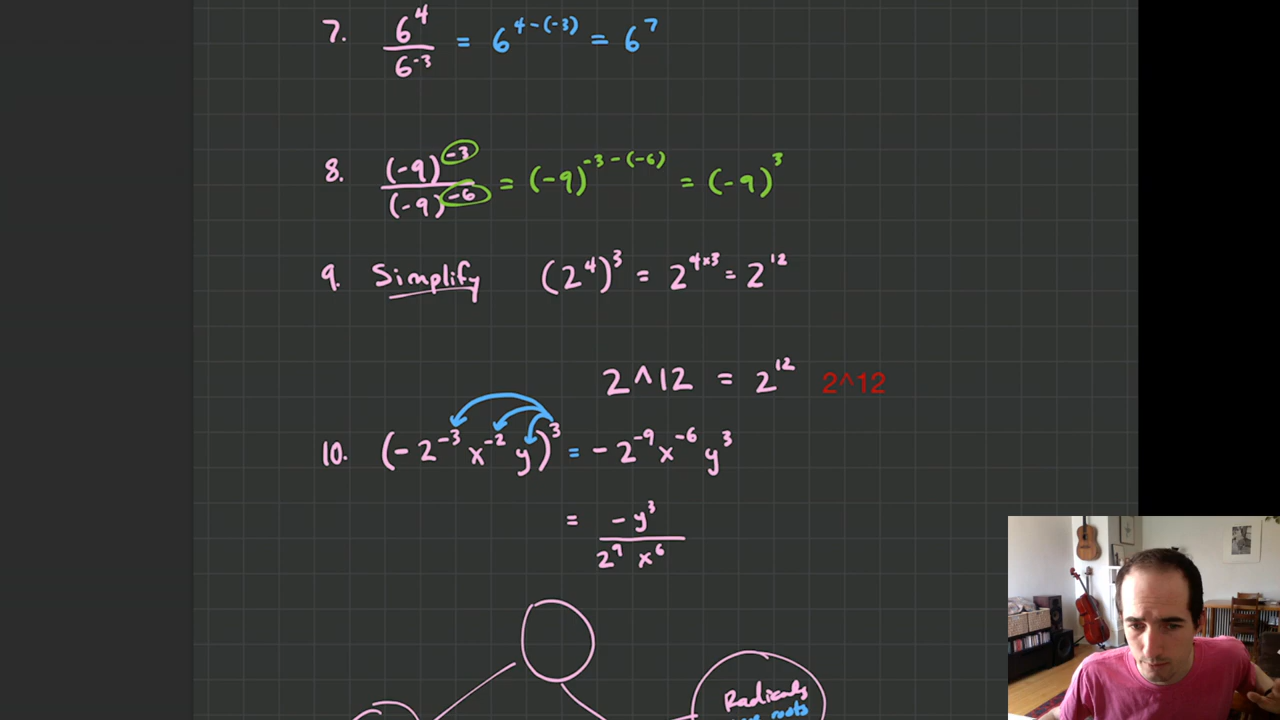 7. 6^4 / 6^-3 = 6^4-(-3) = 6^7
8. (-9)^-3 / (-9)^-6 = (-9)^-3-(-6) = (-9)^3
9. Simplify (2^4)^3 = 2^4×3 = 2^12
2^12 = 2^12 2^12
10. (-2^-3 x^-2 y)^3 = -2^-9 x^-6 y^3
= -y^3 / 2^9 x^6
Radicals
roots